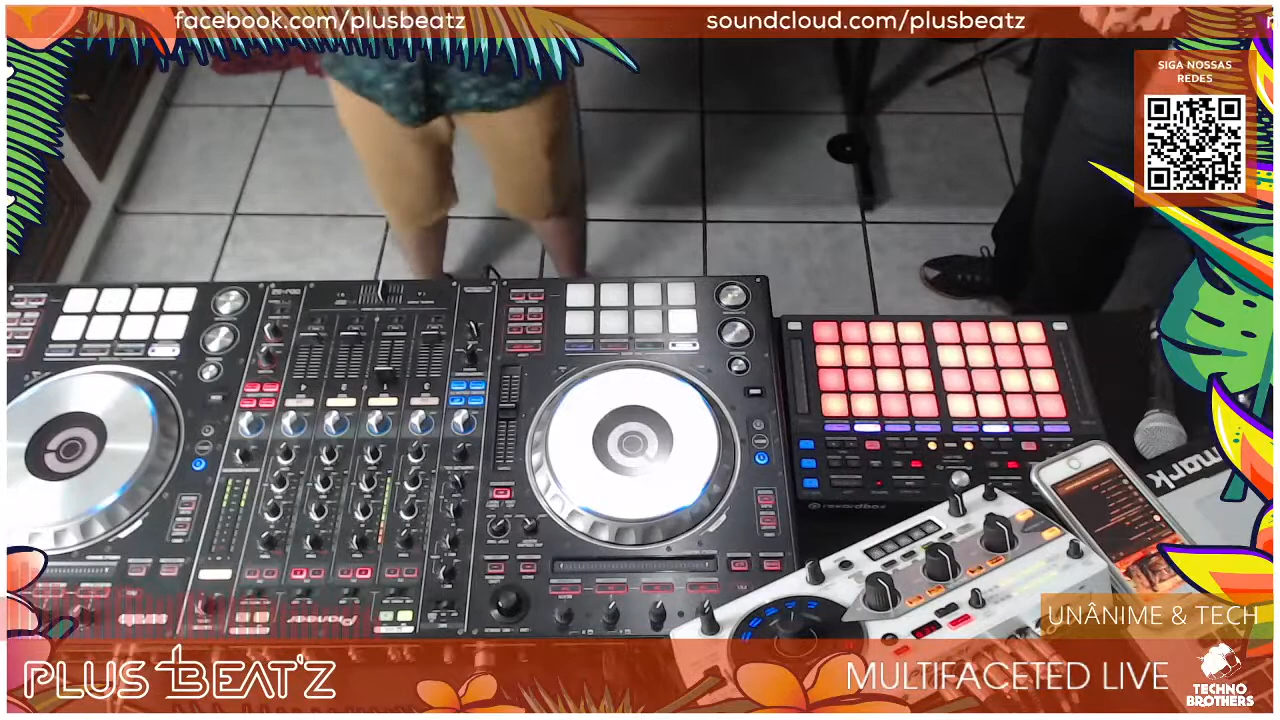 facebook.com/plusbeatz
soundcloud.com/plusbeatz
SIGA NOSSAS
REDES
rekordbox
Pioneer
mark
UNÂNIME & TECH
PLUS BEAT'Z
MULTIFACETED LIVE
TECHNO
BROTHERS